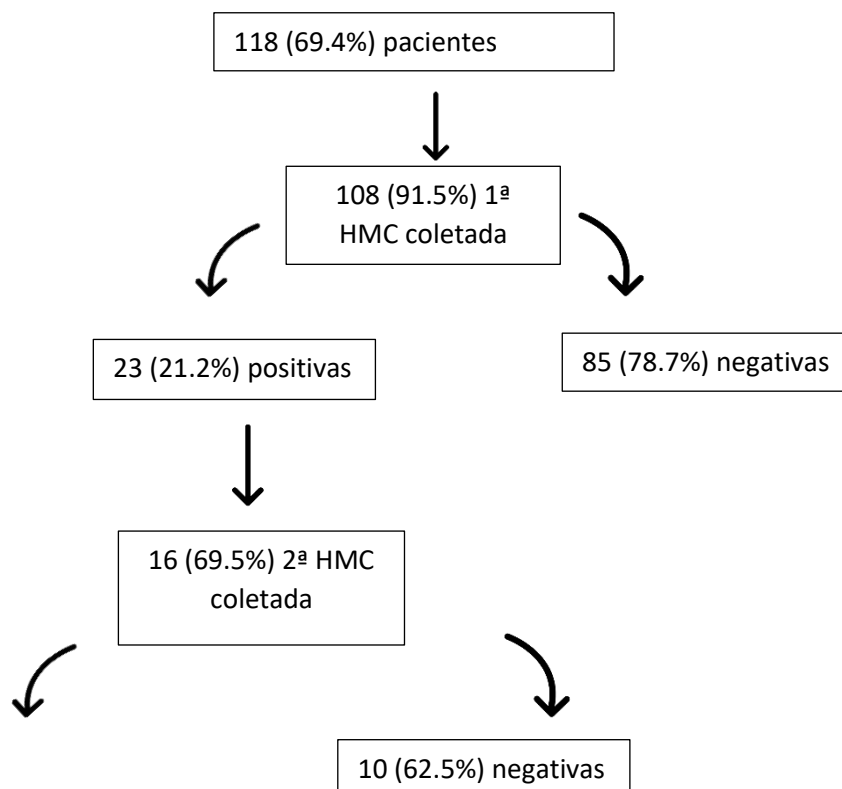 118 (69.4%) pacientes
108 (91.5%) 1ª
HMC coletada
23 (21.2%) positivas
85 (78.7%) negativas
16 (69.5%) 2ª HMC
coletada
10 (62.5%) negativas